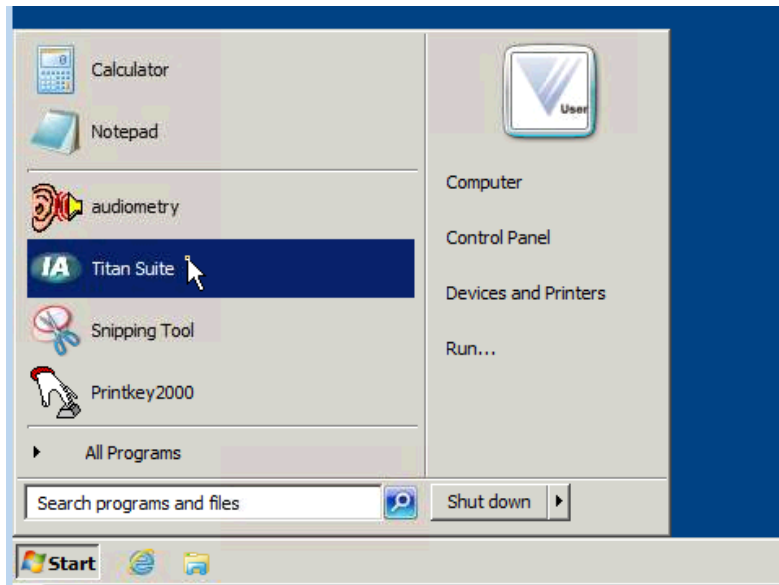 Calculator
Notepad
audiometry
IA Titan Suite
Snipping Tool
Printkey2000
All Programs
Search programs and files
User
Computer
Control Panel
Devices and Printers
Run...
Shut down
Start